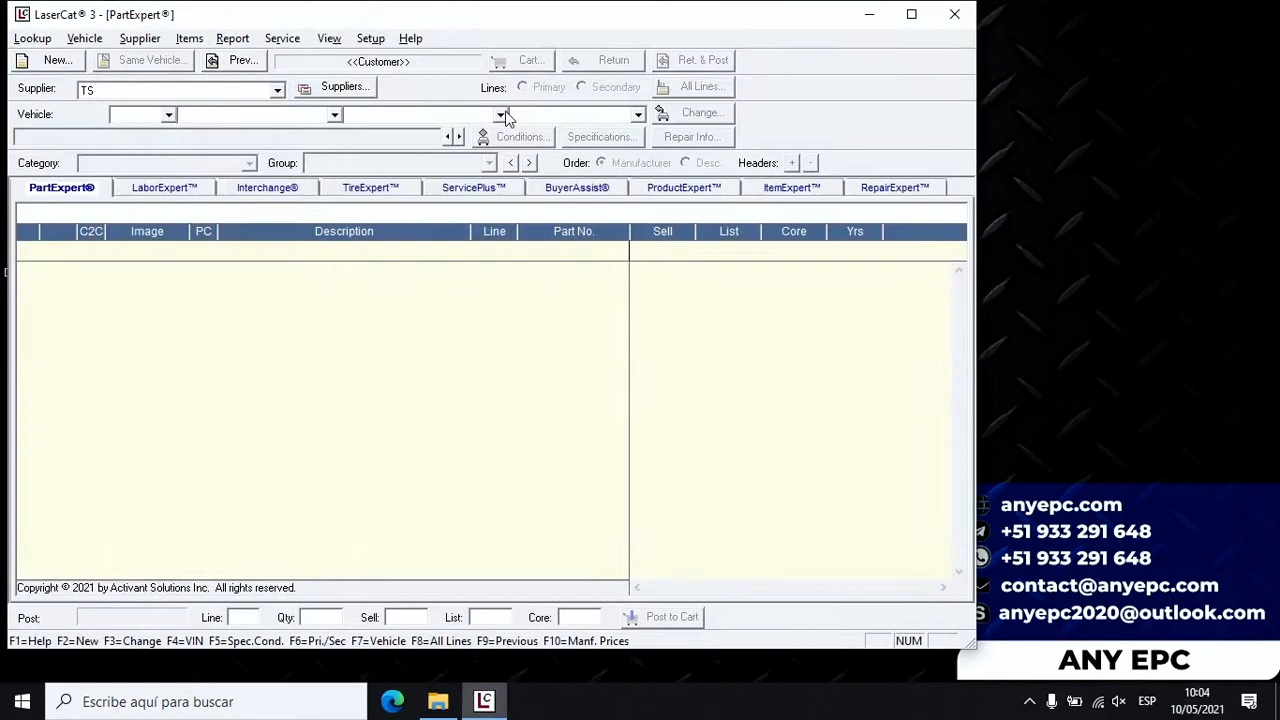 LaserCat® 3 - [PartExpert®]
Lookup Vehicle Supplier Items Report Service View Setup Help
New... Same Vehicle... Prev... <<Customer>> Cart... Return Ret. & Post
Supplier: TS Suppliers... Lines: Primary Secondary All Lines...
Vehicle: Change...
Conditions... Specifications... Repair Info...
Category: Group: < > Order: Manufacturer Desc. Headers: + -
PartExpert® LaborExpert™ Interchange® TireExpert™ ServicePlus™ BuyerAssist® ProductExpert™ ItemExpert™ RepairExpert™
C2C Image PC Description Line Part No. Sell List Core Yrs
Copyright © 2021 by Activant Solutions Inc. All rights reserved.
Post: Line: Qty: Sell: List: Core: Post to Cart
F1=Help F2=New F3=Change F4=VIN F5=Spec.Cond. F6=Pri./Sec F7=Vehicle F8=All Lines F9=Previous F10=Manf. Prices NUM
anyepc.com
+51 933 291 648
+51 933 291 648
contact@anyepc.com
anyepc2020@outlook.com
ANY EPC
Escribe aquí para buscar
ESP
10:04
10/05/2021